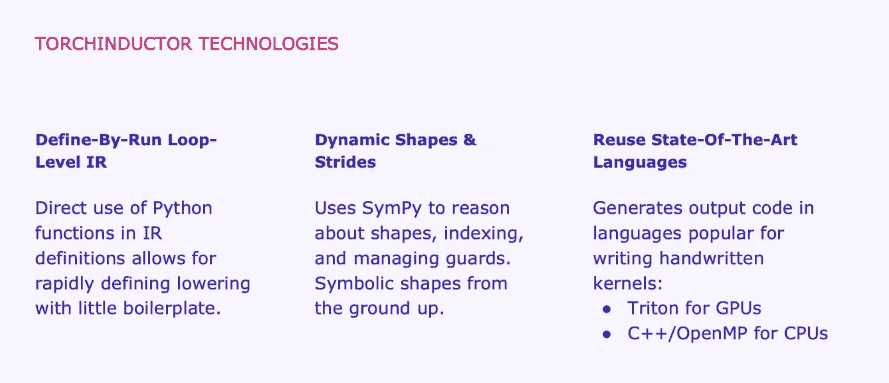 TORCHINDUCTOR TECHNOLOGIES
Define-By-Run Loop-
Level IR
Direct use of Python
functions in IR
definitions allows for
rapidly defining lowering
with little boilerplate.
Dynamic Shapes &
Strides
Uses SymPy to reason
about shapes, indexing,
and managing guards.
Symbolic shapes from
the ground up.
Reuse State-Of-The-Art
Languages
Generates output code in
languages popular for
writing handwritten
kernels:
● Triton for GPUs
● C++/OpenMP for CPUs